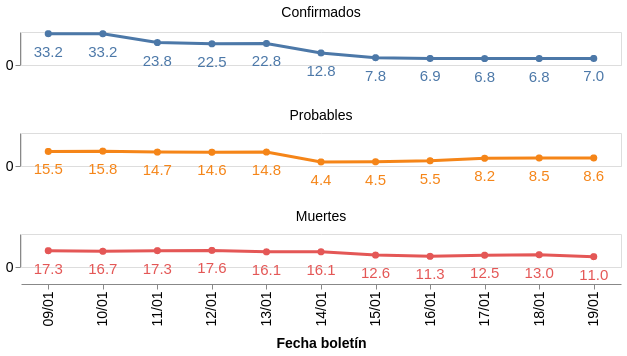 Confirmados
0
33.2 33.2 23.8 22.5 22.8 12.8 7.8 6.9 6.8 6.8 7.0
Probables
0
15.5 15.8 14.7 14.6 14.8 4.4 4.5 5.5 8.2 8.5 8.6
Muertes
0
17.3 16.7 17.3 17.6 16.1 16.1 12.6 11.3 12.5 13.0 11.0
09/01 10/01 11/01 12/01 13/01 14/01 15/01 16/01 17/01 18/01 19/01
Fecha boletín